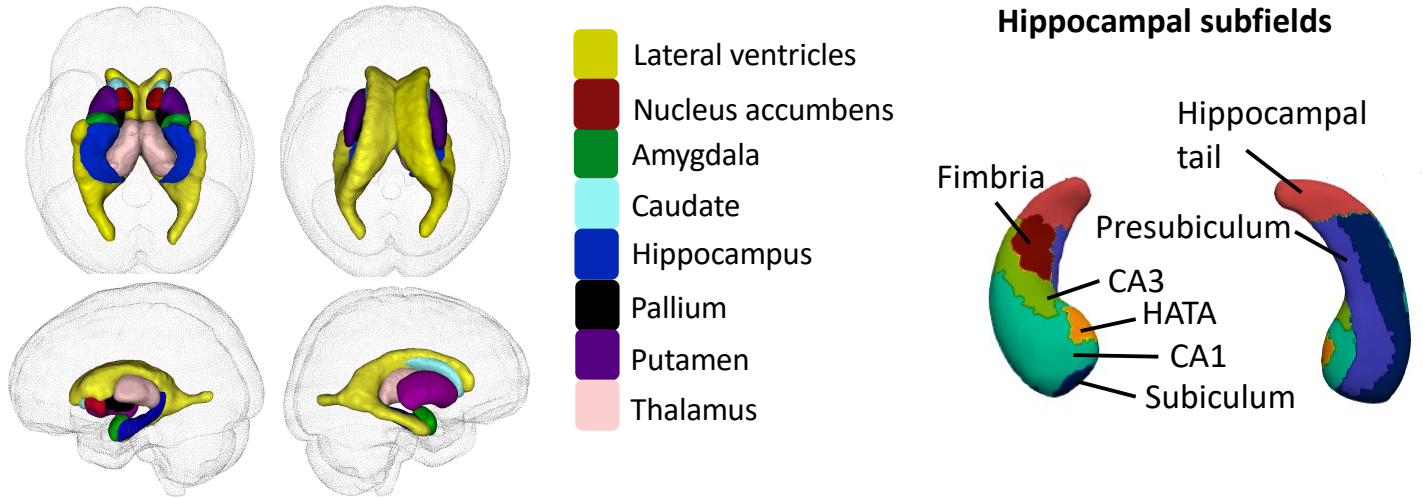 Hippocampal subfields
Lateral ventricles
Nucleus accumbens
Amygdala
Caudate
Hippocampus
Pallium
Putamen
Thalamus
Hippocampal
tail
Fimbria
Presubiculum
CA3
HATA
CA1
Subiculum